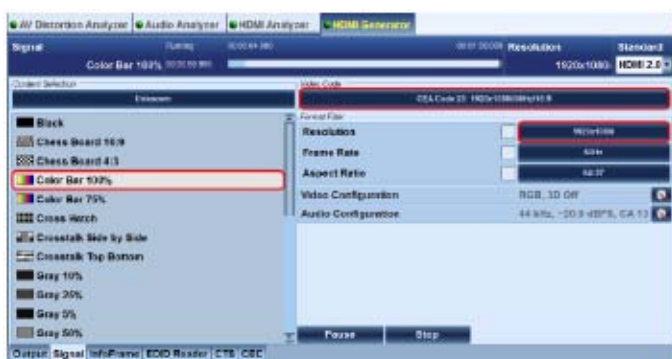 AV Distortion Analyzer Audio Analyzer HDMI Analyzer HDMI Generator
Signal Running Resolution Standard
Color Bar 100% 1920x1080 HDMI 2.0
Content Selection Video Code
Unknown
Format Filter
Black
Resolution 1920x1080
Chess Board 16:9
Frame Rate
Chess Board 4:3
Aspect Ratio
Color Bar 100%
Color Bar 75%
Video Configuration RGB, 3D Off
Cross Hatch
Audio Configuration
Crosstalk Side by Side
Crosstalk Top Bottom
Gray 10%
Gray 25%
Gray 5%
Gray 50%
Pause Stop
Output Signal InfoFrame EDID Reader CTS CEC